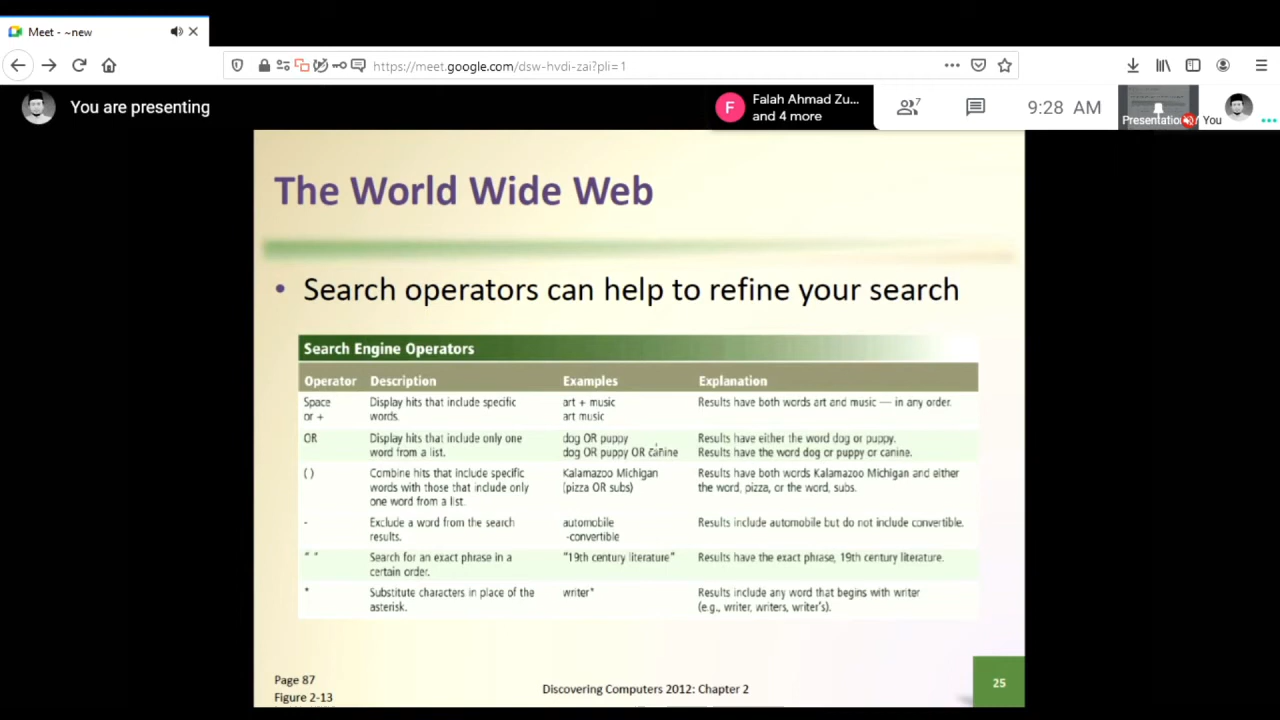 Meet - ~new
https://meet.google.com/dsw-hvdi-zai?pli=1
You are presenting
F
Falah Ahmad Zu...
and 4 more
7
9:28 AM
Presentation
You
The World Wide Web
• Search operators can help to refine your search
Search Engine Operators
Operator Description Examples Explanation
Space Display hits that include specific art + music Results have both words art and music — in any order.
or + words. art music
OR Display hits that include only one dog OR puppy Results have either the word dog or puppy.
word from a list. dog OR puppy OR canine Results have the word dog or puppy or canine.
( ) Combine hits that include specific Kalamazoo Michigan Results have both words Kalamazoo Michigan and either
words with those that include only (pizza OR subs) the word, pizza, or the word, subs.
one word from a list.
- Exclude a word from the search automobile Results include automobile but do not include convertible.
results. -convertible
" " Search for an exact phrase in a "19th century literature" Results have the exact phrase, 19th century literature.
certain order.
* Substitute characters in place of the writer* Results include any word that begins with writer
asterisk. (e.g., writer, writers, writer's).
Page 87
Figure 2-13
Discovering Computers 2012: Chapter 2
25